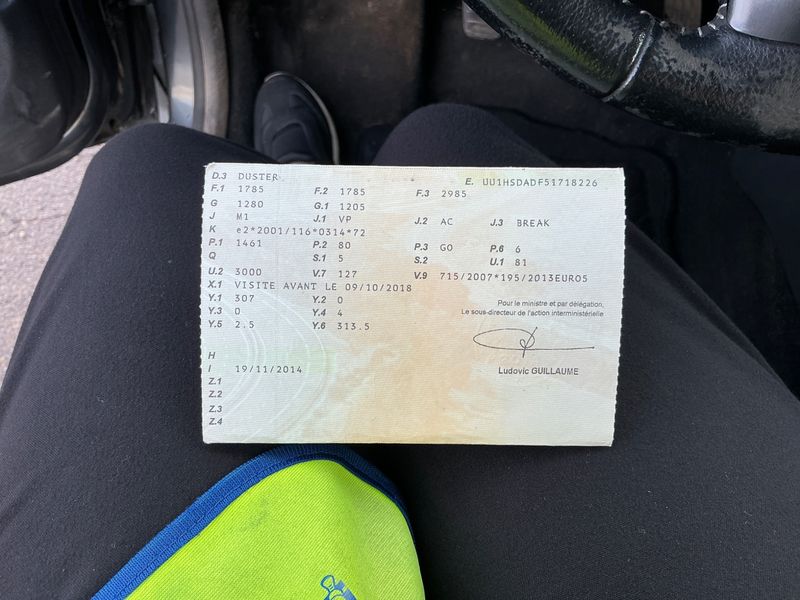 D.3 DUSTER E. UU1HSDADF51718226
F.1 1785 F.2 1785 F.3 2985
G 1280 G.1 1205
J M1 J.1 VP J.2 AC J.3 BREAK
K e2*2001/116*0314*72
P.1 1461 P.2 80 P.3 GO P.6 6
Q S.1 5 S.2 U.1 81
U.2 3000 V.7 127 V.9 715/2007*195/2013EURO5
X.1 VISITE AVANT LE 09/10/2018
Y.1 307 Y.2 0
Y.3 0 Y.4 4
Y.5 2.5 Y.6 313.5
Pour le ministre et par délégation,
Le sous-directeur de l'action interministérielle
Ludovic GUILLAUME
H
I 19/11/2014
Z.1
Z.2
Z.3
Z.4